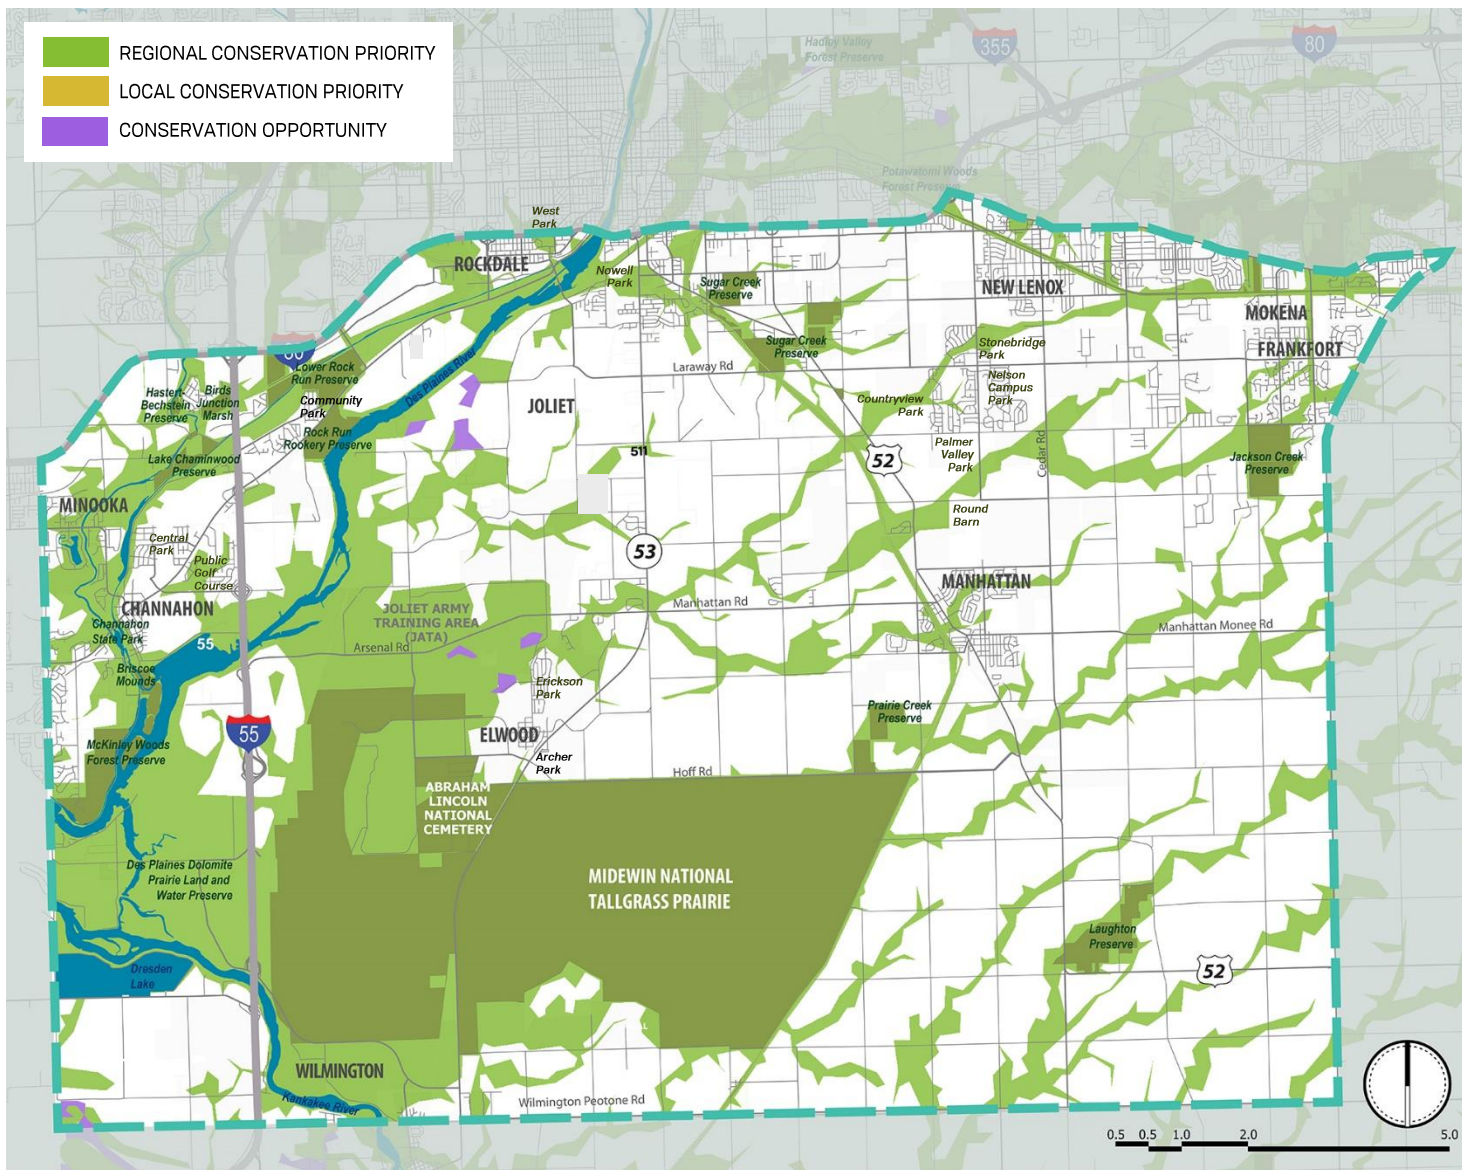 REGIONAL CONSERVATION PRIORITY
LOCAL CONSERVATION PRIORITY
CONSERVATION OPPORTUNITY
Hadley Valley
Forest Preserve
355
80
Potawatomi Woods
Forest Preserve
West
Park
ROCKDALE
Nowell
Park
Sugar Creek
Preserve
NEW LENOX
MOKENA
FRANKFORT
Sugar Creek
Preserve
Stonebridge
Park
Lower Rock
Run Preserve
Des Plaines River
Laraway Rd
Nelson
Campus
Park
Hastert-
Bechstein
Preserve
Birds
Junction
Marsh
Community
Park
JOLIET
Countryview
Park
Rock Run
Rookery Preserve
511
52
Palmer
Valley
Park
Cedar Rd
Jackson Creek
Preserve
Lake Chaminwood
Preserve
MINOOKA
Round
Barn
Central
Park
53
Public
Golf
Course
MANHATTAN
CHANNAHON
JOLIET ARMY
TRAINING AREA
(JATA)
Manhattan Rd
Channahon
State Park
55
Arsenal Rd
Manhattan Monee Rd
Briscoe
Mounds
Erickson
Park
Prairie Creek
Preserve
55
ELWOOD
McKinley Woods
Forest Preserve
Archer
Park
Hoff Rd
ABRAHAM
LINCOLN
NATIONAL
CEMETERY
Des Plaines Dolomite
Prairie Land and
Water Preserve
MIDEWIN NATIONAL
TALLGRASS PRAIRIE
Laughton
Preserve
52
Dresden
Lake
WILMINGTON
Kankakee River
Wilmington Peotone Rd
0.5 0.5 1.0 2.0 5.0